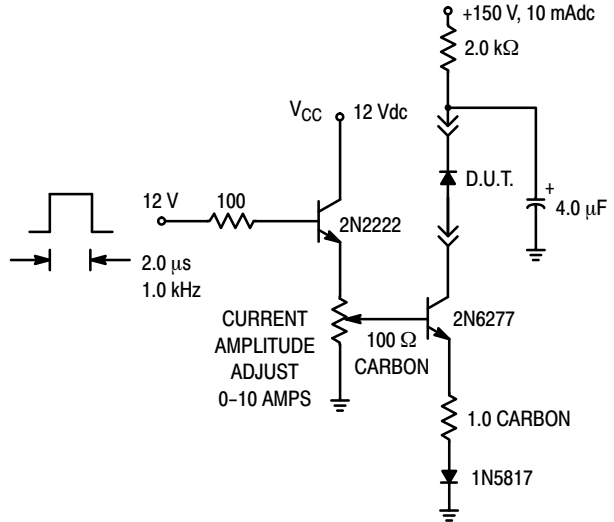 +150 V, 10 mAdc
2.0 kΩ
VCC
12 Vdc
12 V
100
2N2222
D.U.T.
+
4.0 μF
2.0 μs
1.0 kHz
CURRENT
AMPLITUDE
ADJUST
0-10 AMPS
100 Ω
CARBON
2N6277
1.0 CARBON
1N5817